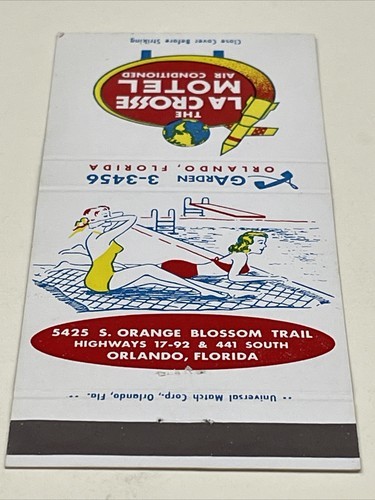 Close Cover Before Striking
THE
LA CROSSE
MOTEL
AIR CONDITIONED
GARDEN 3-3456
ORLANDO, FLORIDA
5425 S. ORANGE BLOSSOM TRAIL
HIGHWAYS 17-92 & 441 SOUTH
ORLANDO, FLORIDA
-- Universal Match Corp., Orlando, Fla. --